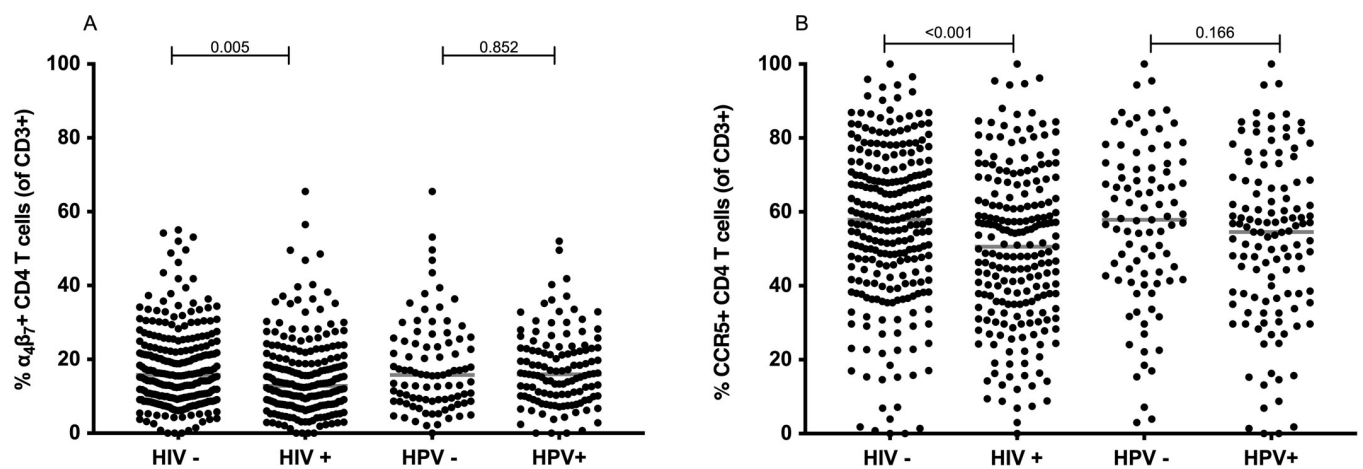 A
0.005
0.852
% α4β7+ CD4 T cells (of CD3+)
100
80
60
40
20
0
HIV -
HIV +
HPV -
HPV+
B
<0.001
0.166
% CCR5+ CD4 T cells (of CD3+)
100
80
60
40
20
0
HIV -
HIV +
HPV -
HPV+